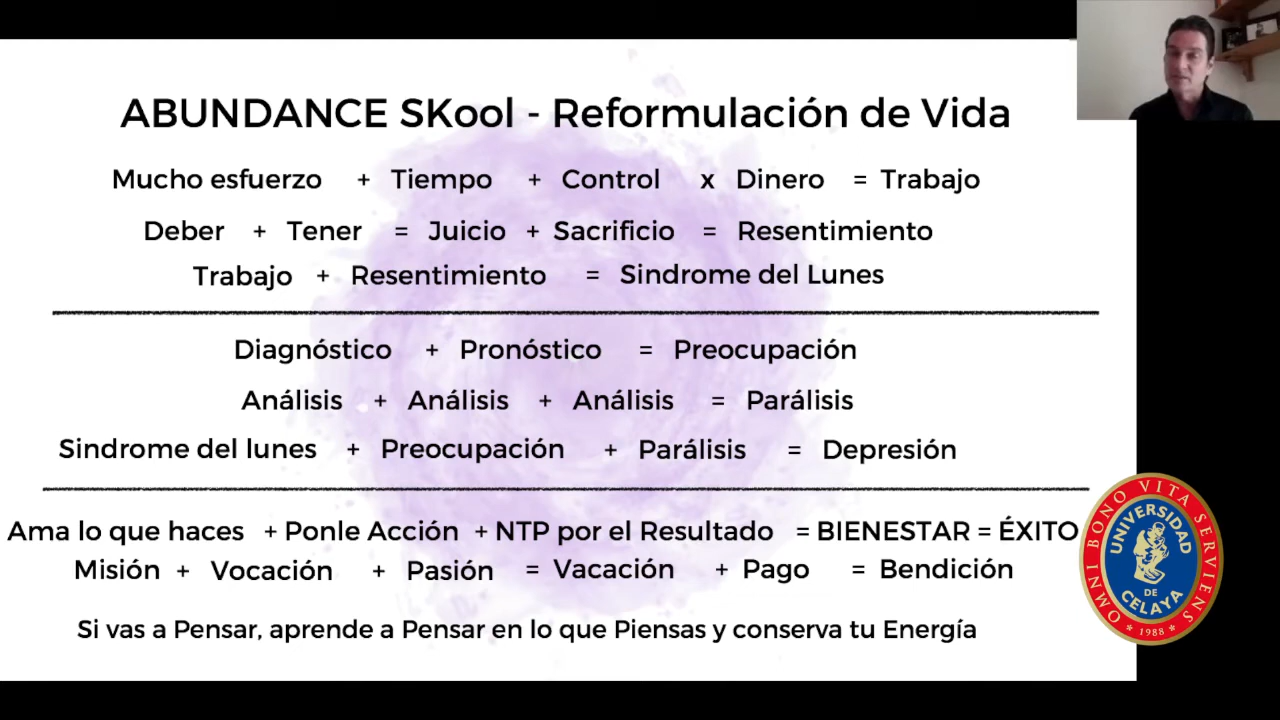 ABUNDANCE SKool - Reformulación de Vida
Mucho esfuerzo + Tiempo + Control x Dinero = Trabajo
Deber + Tener = Juicio + Sacrificio = Resentimiento
Trabajo + Resentimiento = Sindrome del Lunes
Diagnóstico + Pronóstico = Preocupación
Análisis + Análisis + Análisis = Parálisis
Sindrome del lunes + Preocupación + Parálisis = Depresión
Ama lo que haces + Ponle Acción + NTP por el Resultado = BIENESTAR = ÉXITO
Misión + Vocación + Pasión = Vacación + Pago = Bendición
Si vas a Pensar, aprende a Pensar en lo que Piensas y conserva tu Energía
OMNI BONO VITA SERVIENS
UNIVERSIDAD
DE
CELAYA
* 1988 *